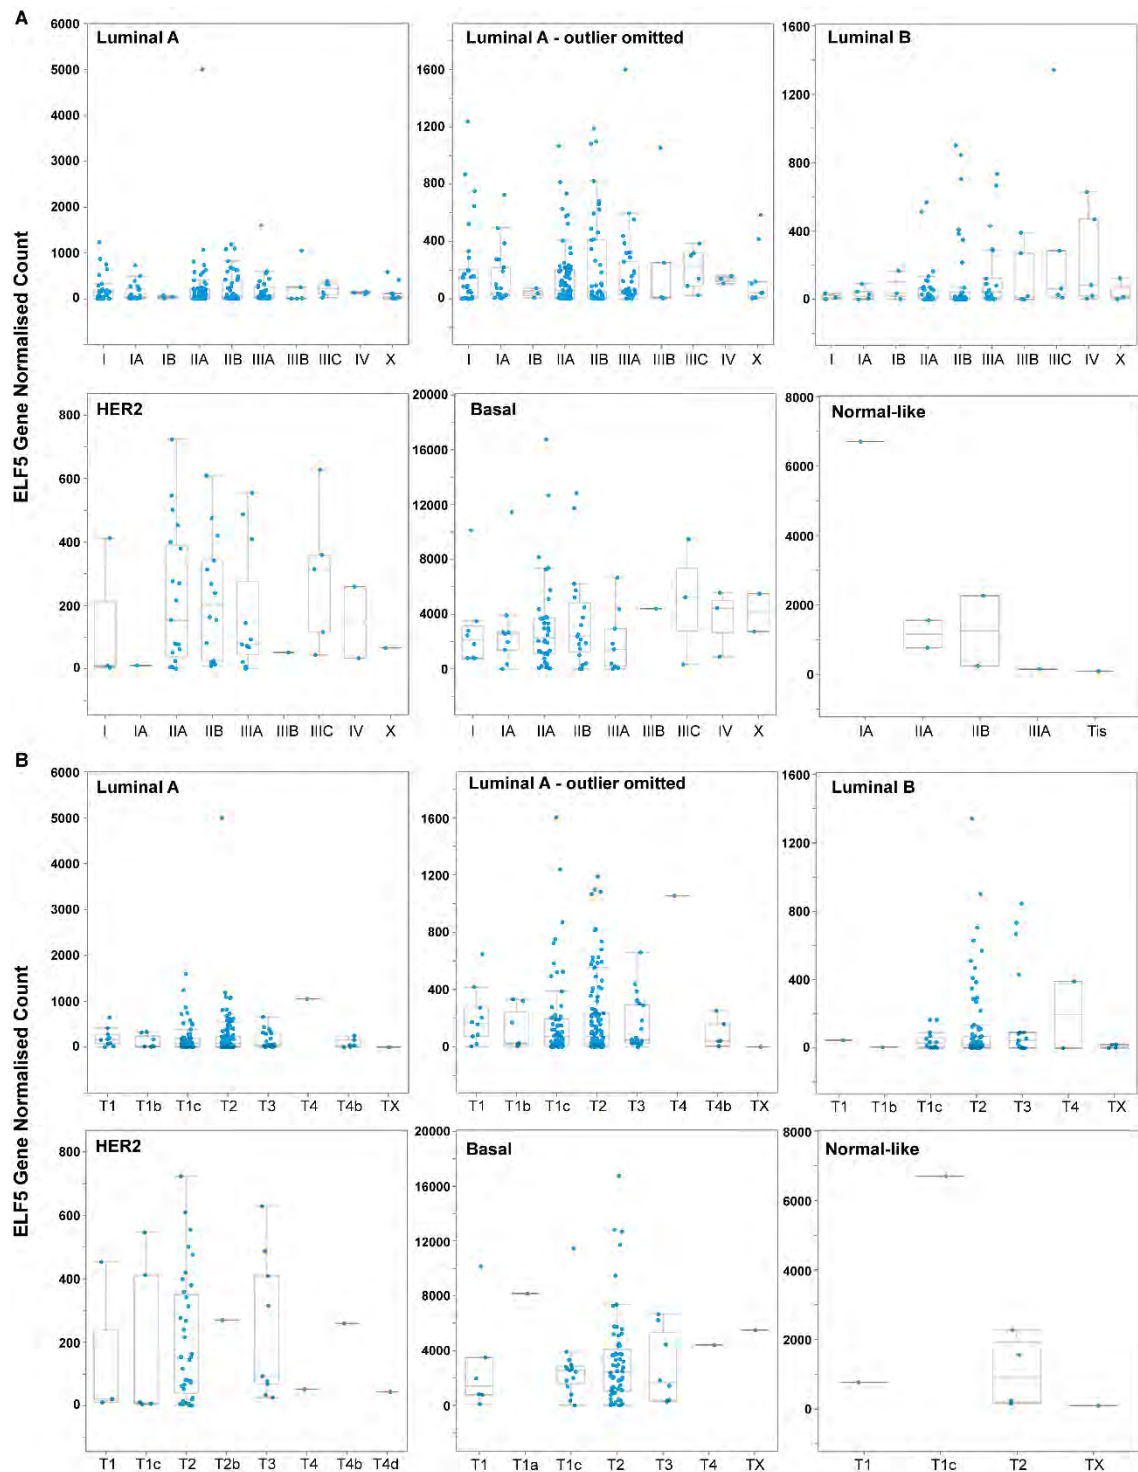 A
ELF5 Gene Normalised Count
Luminal A
6000
5000
4000
3000
2000
1000
0
I IA IB IIA IIB IIIA IIIB IIIC IV X
Luminal A - outlier omitted
1600
1200
800
400
0
I IA IB IIA IIB IIIA IIIB IIIC IV X
Luminal B
1600
1200
800
400
0
I IA IB IIA IIB IIIA IIIB IIIC IV X
HER2
800
600
400
200
0
I IA IIA IIB IIIA IIIB IIIC IV X
Basal
20000
16000
12000
8000
4000
0
I IA IIA IIB IIIA IIIB IIIC IV X
Normal-like
8000
6000
4000
2000
0
IA IIA IIB IIIA Tis
B
ELF5 Gene Normalised Count
Luminal A
6000
5000
4000
3000
2000
1000
0
T1 T1b T1c T2 T3 T4 T4b TX
Luminal A - outlier omitted
1600
1200
800
400
0
T1 T1b T1c T2 T3 T4 T4b TX
Luminal B
1600
1200
800
400
0
T1 T1b T1c T2 T3 T4 TX
HER2
800
600
400
200
0
T1 T1c T2 T2b T3 T4 T4b T4d
Basal
20000
16000
12000
8000
4000
0
T1 T1a T1c T2 T3 T4 TX
Normal-like
8000
6000
4000
2000
0
T1 T1c T2 TX